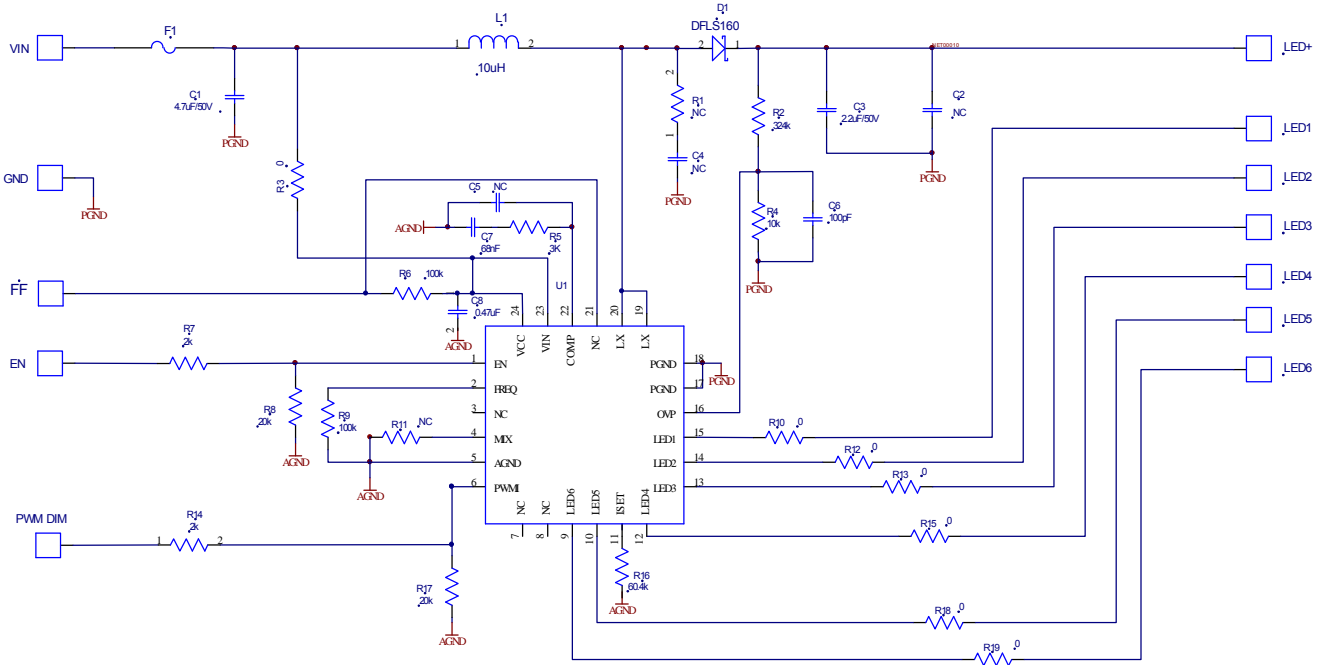 D1
L1
DFLS160
F1
VIN
1
2
2
1
NET00010
LED+
10uH
2
C1
4.7uF/50V
R1
NC
R2
324k
C3
2.2uF/50V
C2
NC
LED1
1
PGND
C4
NC
0
R3
GND
PGND
LED2
C5
NC
PGND
PGND
R4
10k
C6
100pF
AGND
C7
68nF
R5
3K
LED3
R6
100k
FF
U1
PGND
LED4
C8
0.47uF
2
AGND
24
23
22
21
20
19
VCC
VIN
COMP
NC
LX
LX
LED5
R7
2k
EN
1
EN
PGND
18
PGND
LED6
2
FREQ
PGND
17
R8
20k
R9
100k
3
NC
OVP
16
R11
NC
4
MIX
LED1
15
R10
0
AGND
5
AGND
LED2
14
R12
0
AGND
6
PWMI
LED3
13
R13
0
NC
NC
LED6
LED5
ISET
LED4
7
8
9
10
11
12
PWM DIM
R14
2k
1
2
R15
0
R16
60.4k
R17
20k
AGND
AGND
R18
0
R19
0